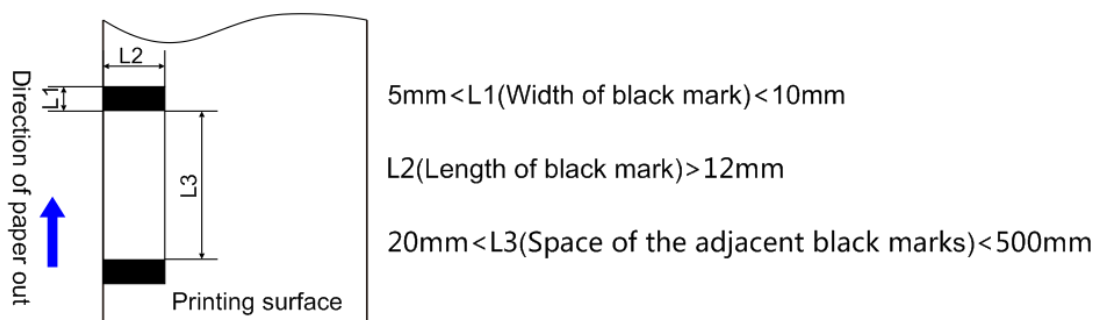 Direction of paper out
L2
L1
L3
Printing surface
5mm<L1(Width of black mark)<10mm
L2(Length of black mark)>12mm
20mm<L3(Space of the adjacent black marks)<500mm